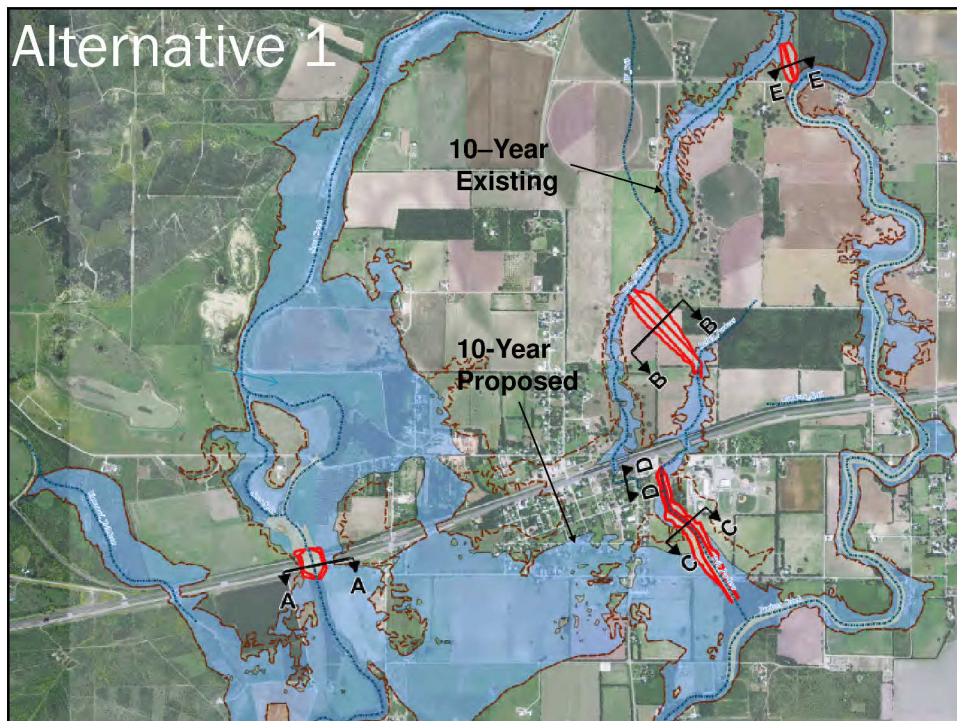 Alternative 1
E E
10–Year
Existing
B
B
10-Year
Proposed
D
D
C
C
A
A